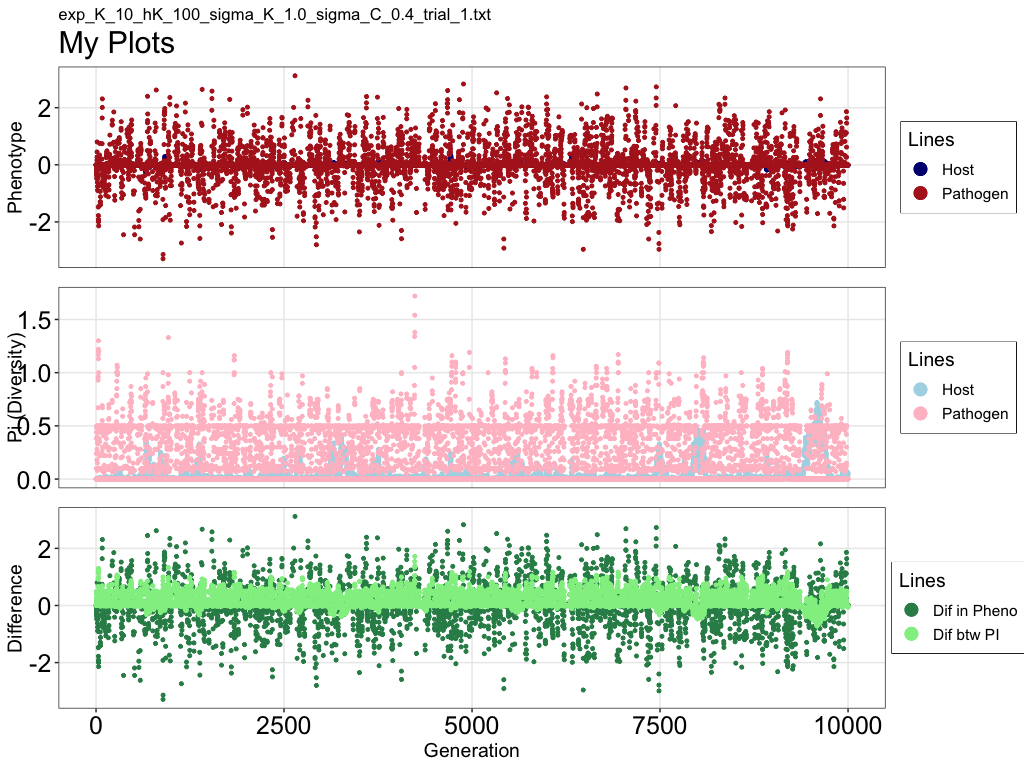 exp_K_10_hK_100_sigma_K_1.0_sigma_C_0.4_trial_1.txt
My Plots
Phenotype
2
0
-2
Lines
Host
Pathogen
Pi (Diversity)
1.5
1.0
0.5
0.0
Lines
Host
Pathogen
Difference
2
0
-2
Lines
Dif in Pheno
Dif btw PI
0 2500 5000 7500 10000
Generation